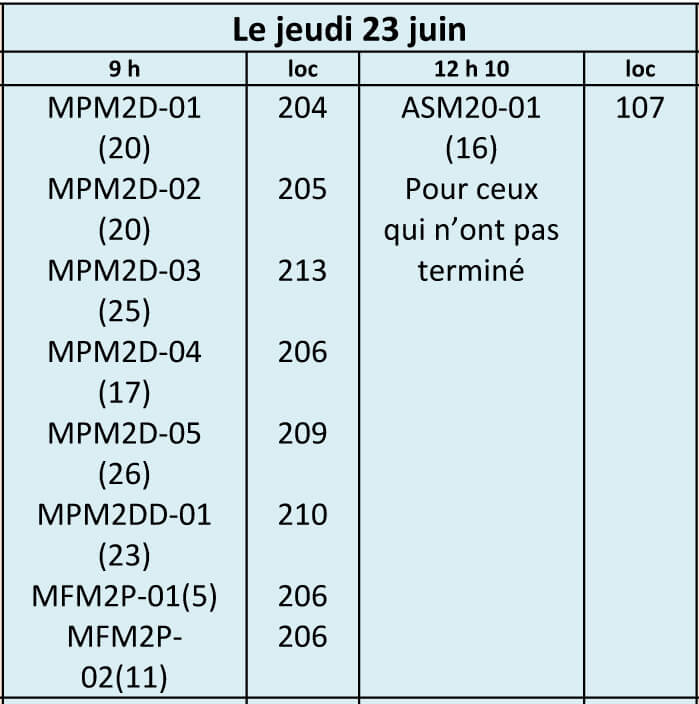 Le jeudi 23 juin
9 h loc 12 h 10 loc
MPM2D-01 204 ASM20-01 107
(20) (16)
MPM2D-02 205 Pour ceux
(20) qui n’ont pas
MPM2D-03 213 terminé
(25)
MPM2D-04 206
(17)
MPM2D-05 209
(26)
MPM2DD-01 210
(23)
MFM2P-01(5) 206
MFM2P- 206
02(11)